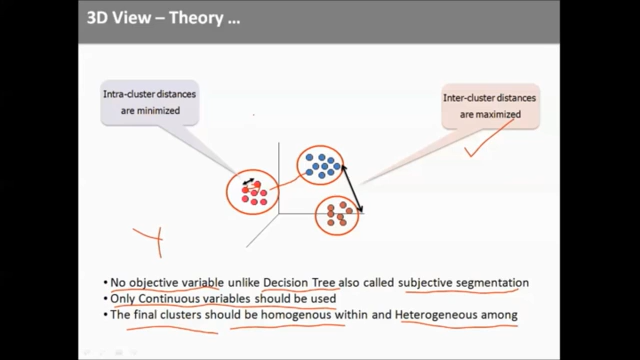 3D View – Theory ...
Intra-cluster distances
are minimized
Inter-cluster distances
are maximized
• No objective variable unlike Decision Tree also called subjective segmentation
• Only Continuous variables should be used
• The final clusters should be homogenous within and Heterogeneous among